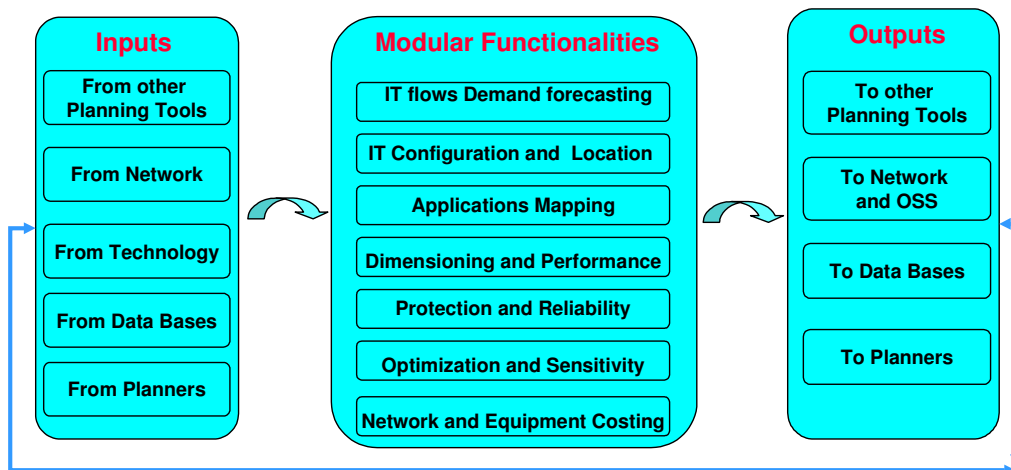 Inputs
From other
Planning Tools
From Network
From Technology
From Data Bases
From Planners
Modular Functionalities
IT flows Demand forecasting
IT Configuration and Location
Applications Mapping
Dimensioning and Performance
Protection and Reliability
Optimization and Sensitivity
Network and Equipment Costing
Outputs
To other
Planning Tools
To Network
and OSS
To Data Bases
To Planners